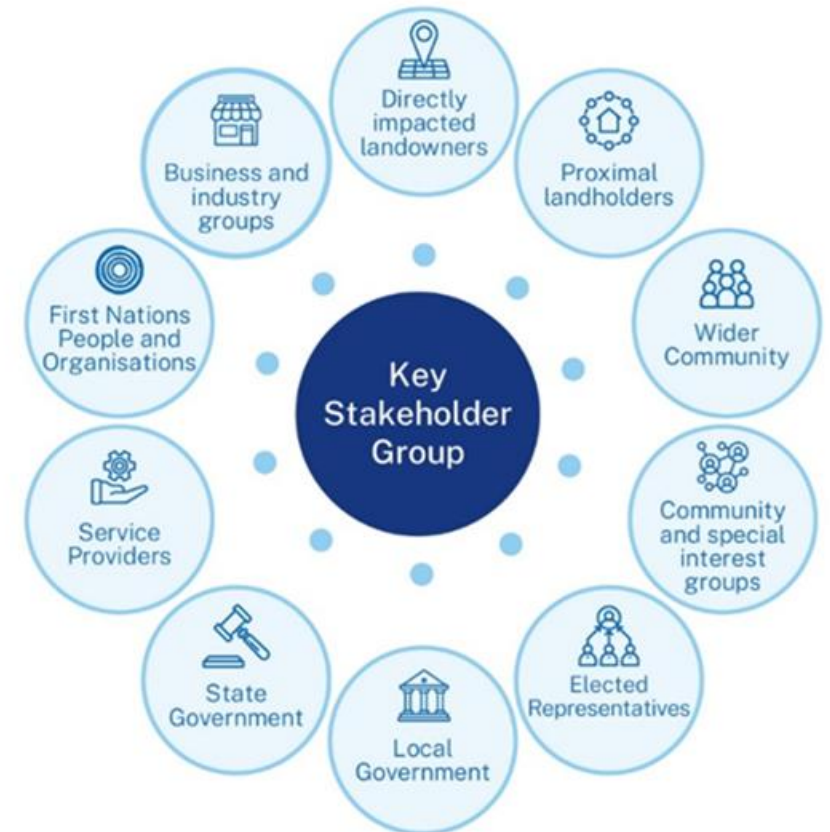 Directly
impacted
landowners
Proximal
landholders
Wider
Community
Community
and special
interest
groups
Elected
Representatives
Local
Government
State
Government
Service
Providers
First Nations
People and
Organisations
Business and
industry
groups
Key
Stakeholder
Group